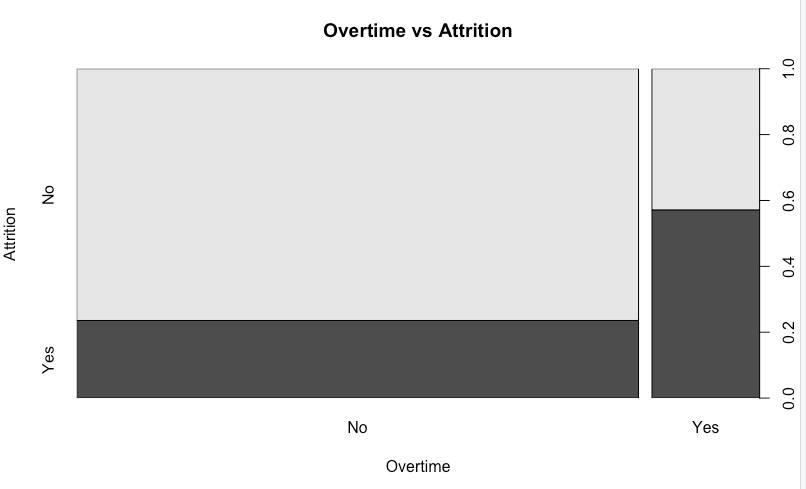 Overtime vs Attrition
Attrition
No
Yes
1.0
0.8
0.6
0.4
0.2
0.0
No
Yes
Overtime